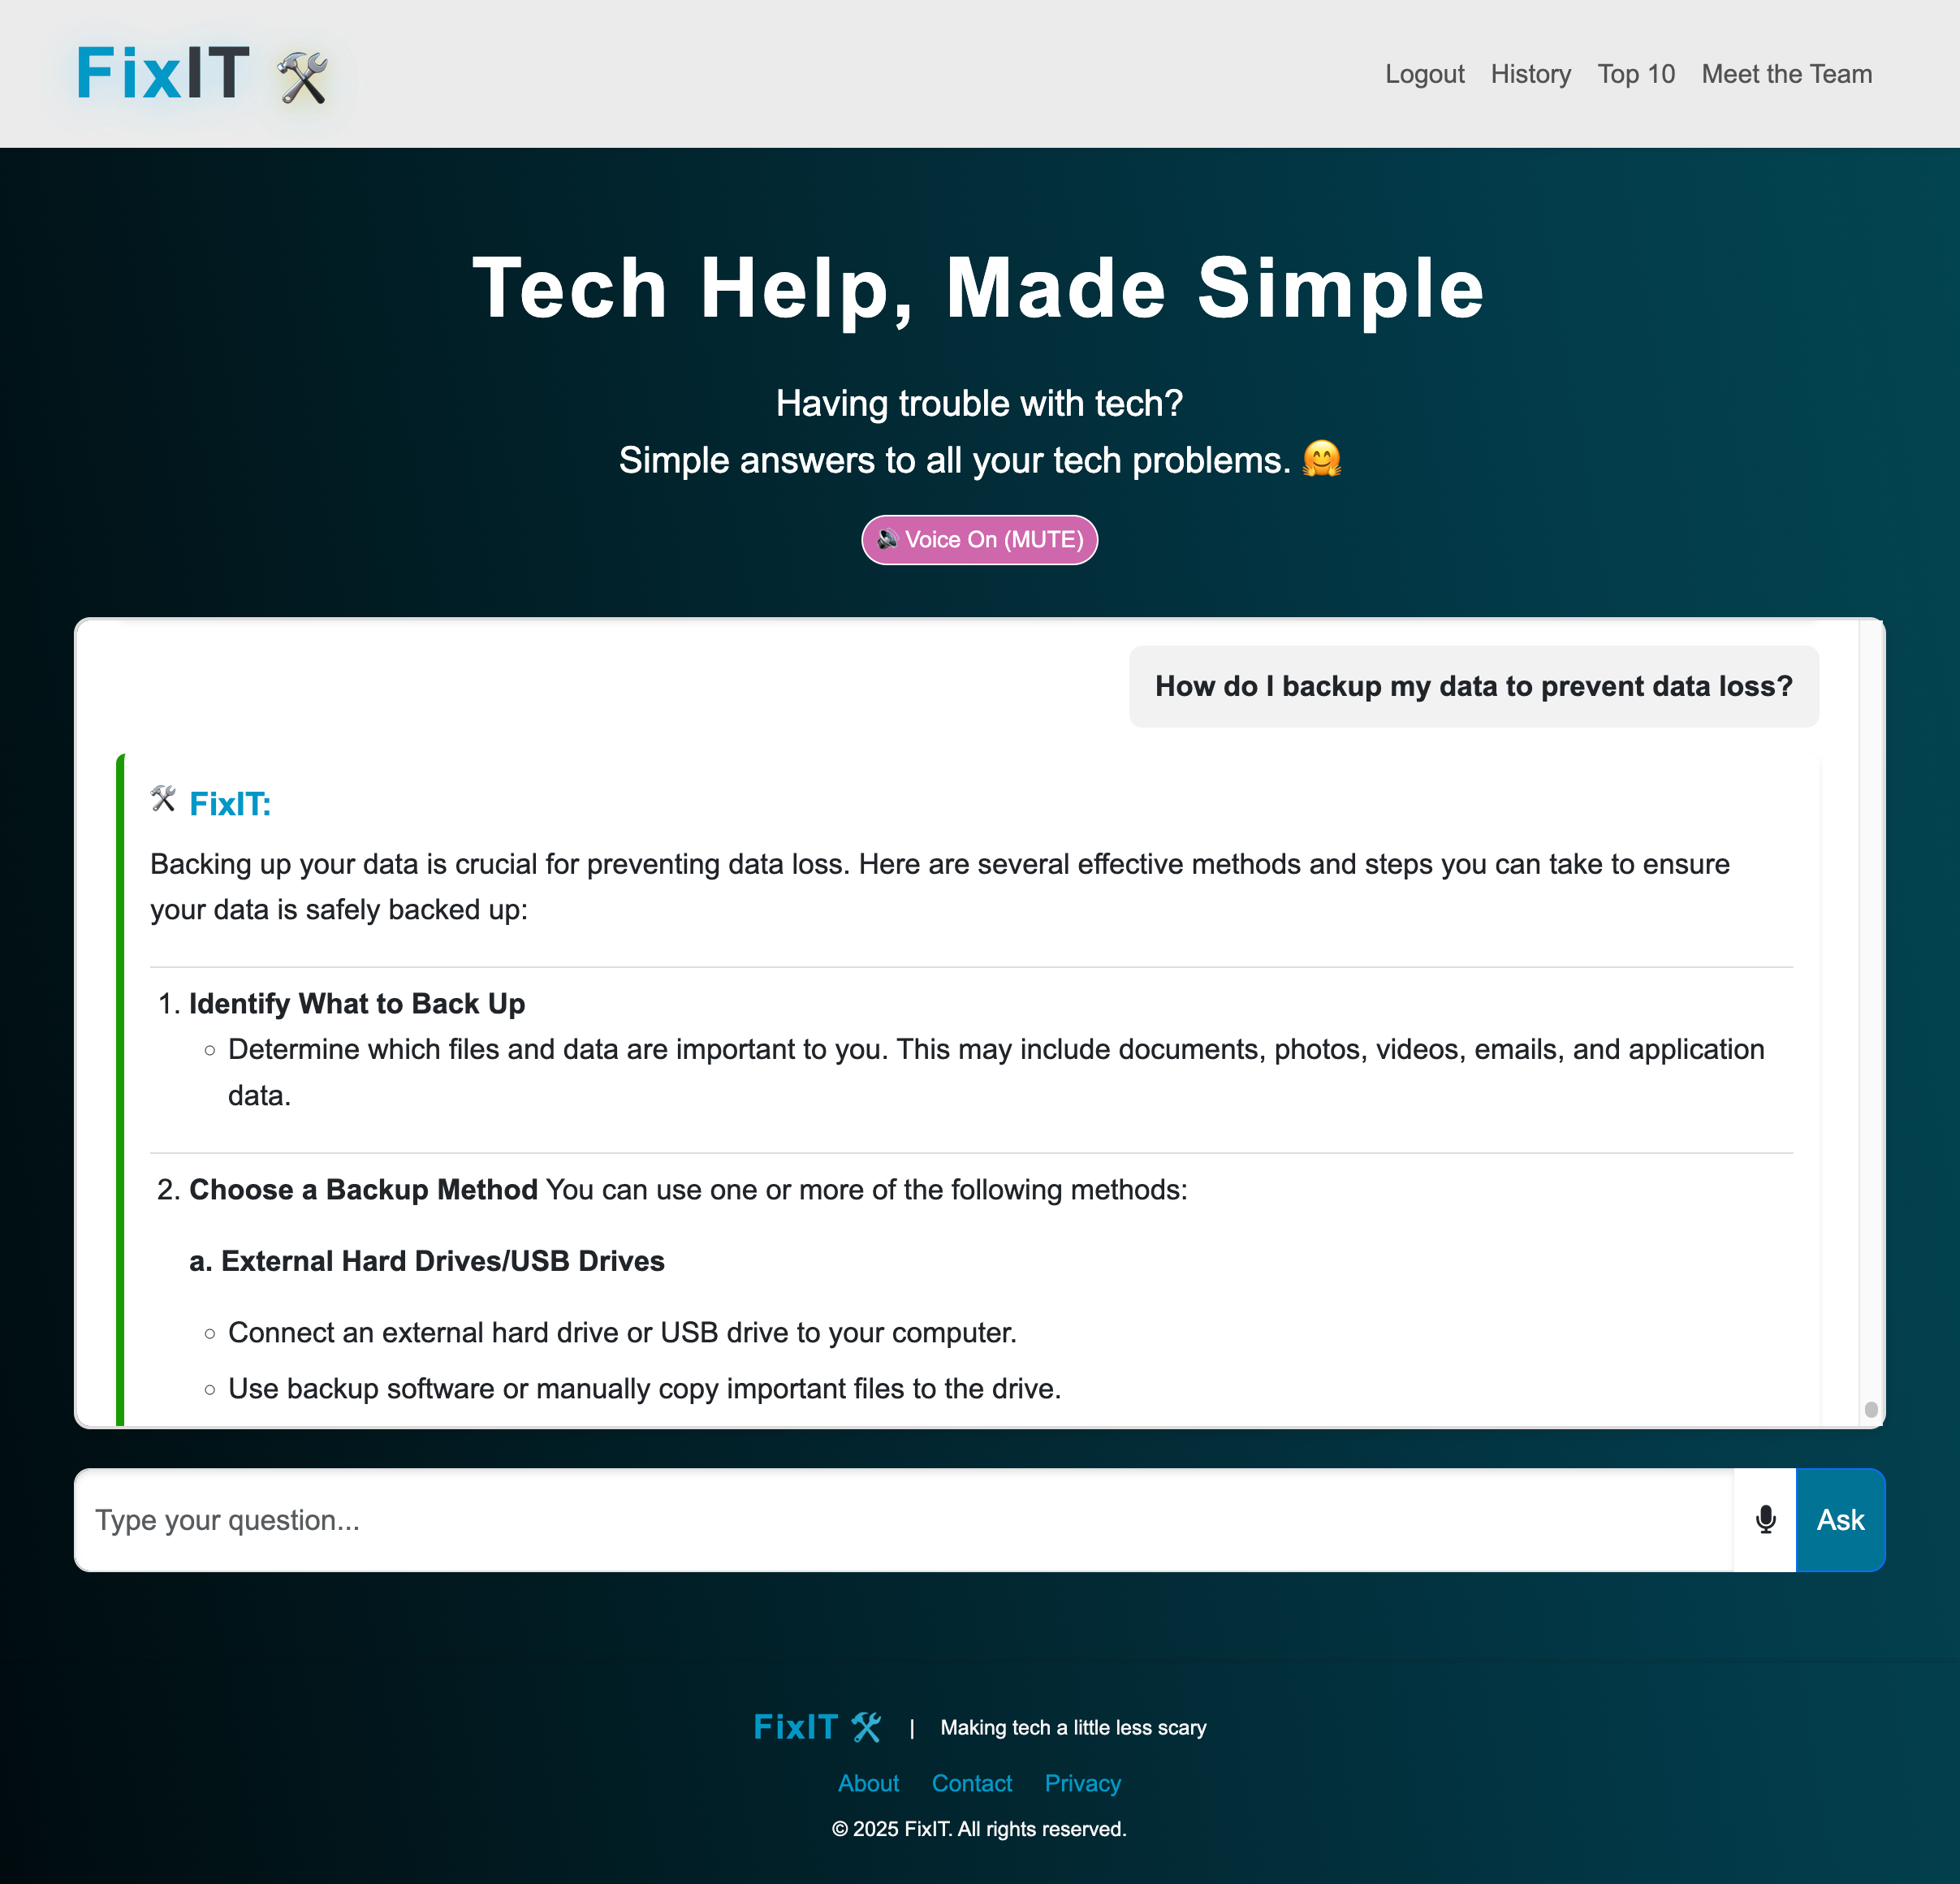 FixIT 🛠️
Logout History Top 10 Meet the Team
Tech Help, Made Simple
Having trouble with tech?
Simple answers to all your tech problems. 🤗
🔊 Voice On (MUTE)
How do I backup my data to prevent data loss?
🛠️ FixIT:
Backing up your data is crucial for preventing data loss. Here are several effective methods and steps you can take to ensure
your data is safely backed up:
1. Identify What to Back Up
◦ Determine which files and data are important to you. This may include documents, photos, videos, emails, and application
data.
2. Choose a Backup Method You can use one or more of the following methods:
a. External Hard Drives/USB Drives
◦ Connect an external hard drive or USB drive to your computer.
◦ Use backup software or manually copy important files to the drive.
Type your question...
Ask
FixIT 🛠️ | Making tech a little less scary
About Contact Privacy
© 2025 FixIT. All rights reserved.